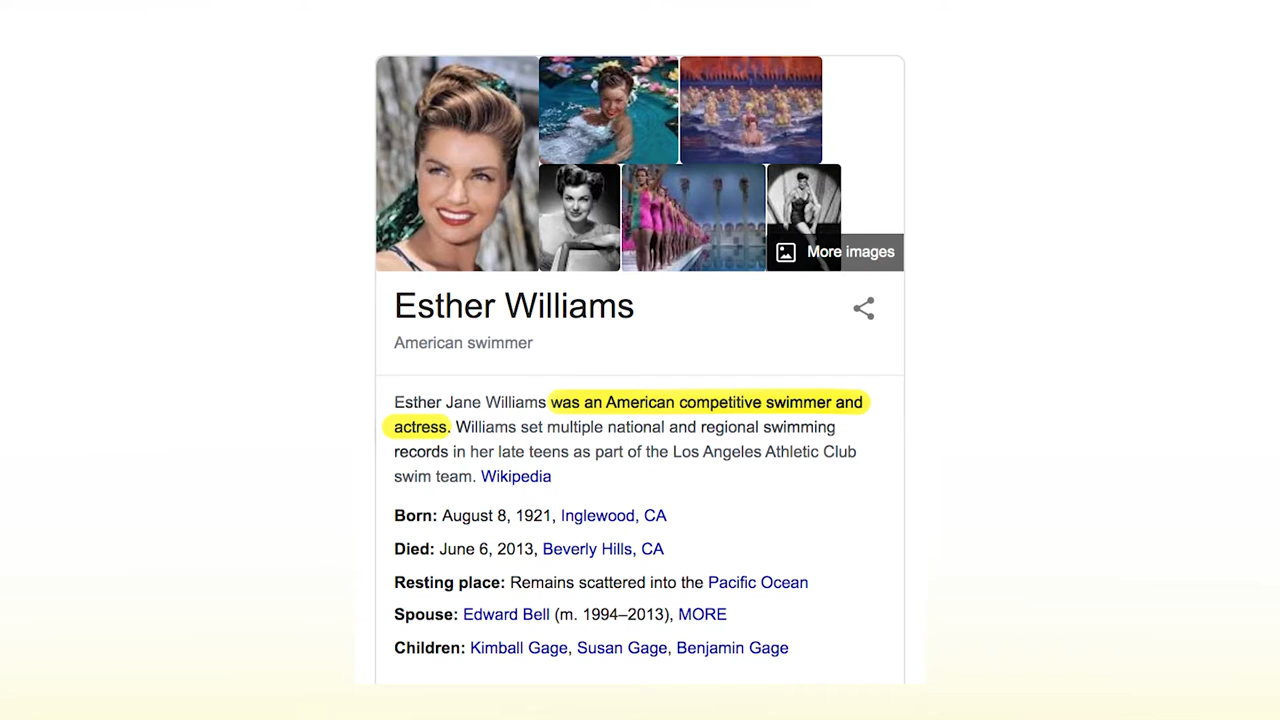 More images
Esther Williams
American swimmer
Esther Jane Williams was an American competitive swimmer and
actress. Williams set multiple national and regional swimming
records in her late teens as part of the Los Angeles Athletic Club
swim team. Wikipedia
Born: August 8, 1921, Inglewood, CA
Died: June 6, 2013, Beverly Hills, CA
Resting place: Remains scattered into the Pacific Ocean
Spouse: Edward Bell (m. 1994–2013), MORE
Children: Kimball Gage, Susan Gage, Benjamin Gage